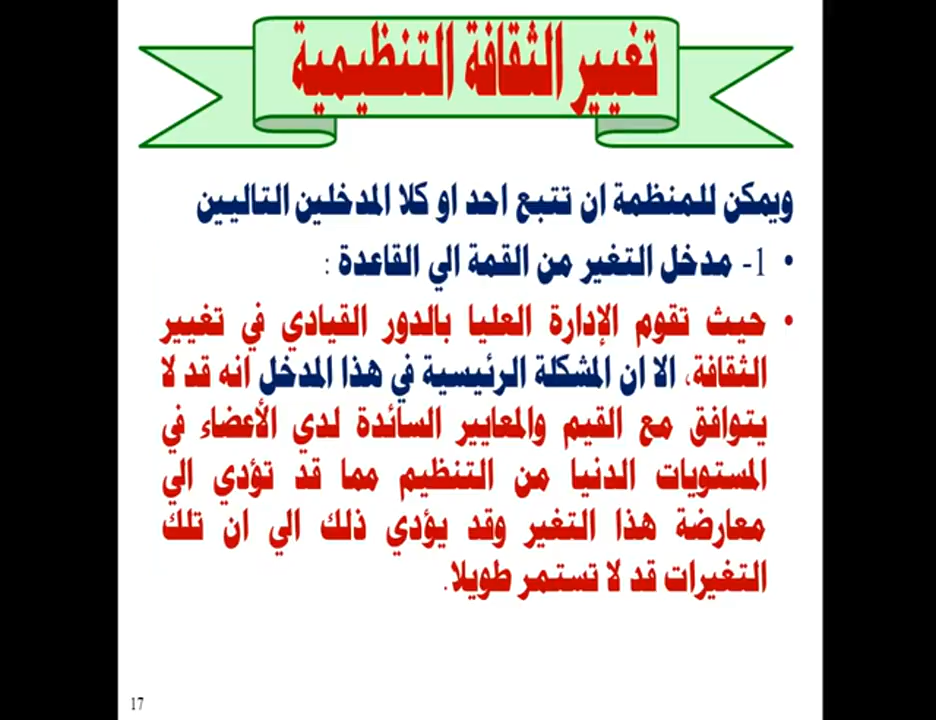 تغيير الثقافة التنظيمية
ويمكن للمنظمة ان تتبع احد او كلا المدخلين التاليين
• 1- مدخل التغير من القمة الي القاعدة :
• حيث تقوم الإدارة العليا بالدور القيادي في تغيير
الثقافة، الا ان المشكلة الرئيسية في هذا المدخل انه قد لا
يتوافق مع القيم والمعايير السائدة لدي الأعضاء في
المستويات الدنيا من التنظيم مما قد تؤدي الي
معارضة هذا التغير وقد يؤدي ذلك الي ان تلك
التغيرات قد لا تستمر طويلا.
17